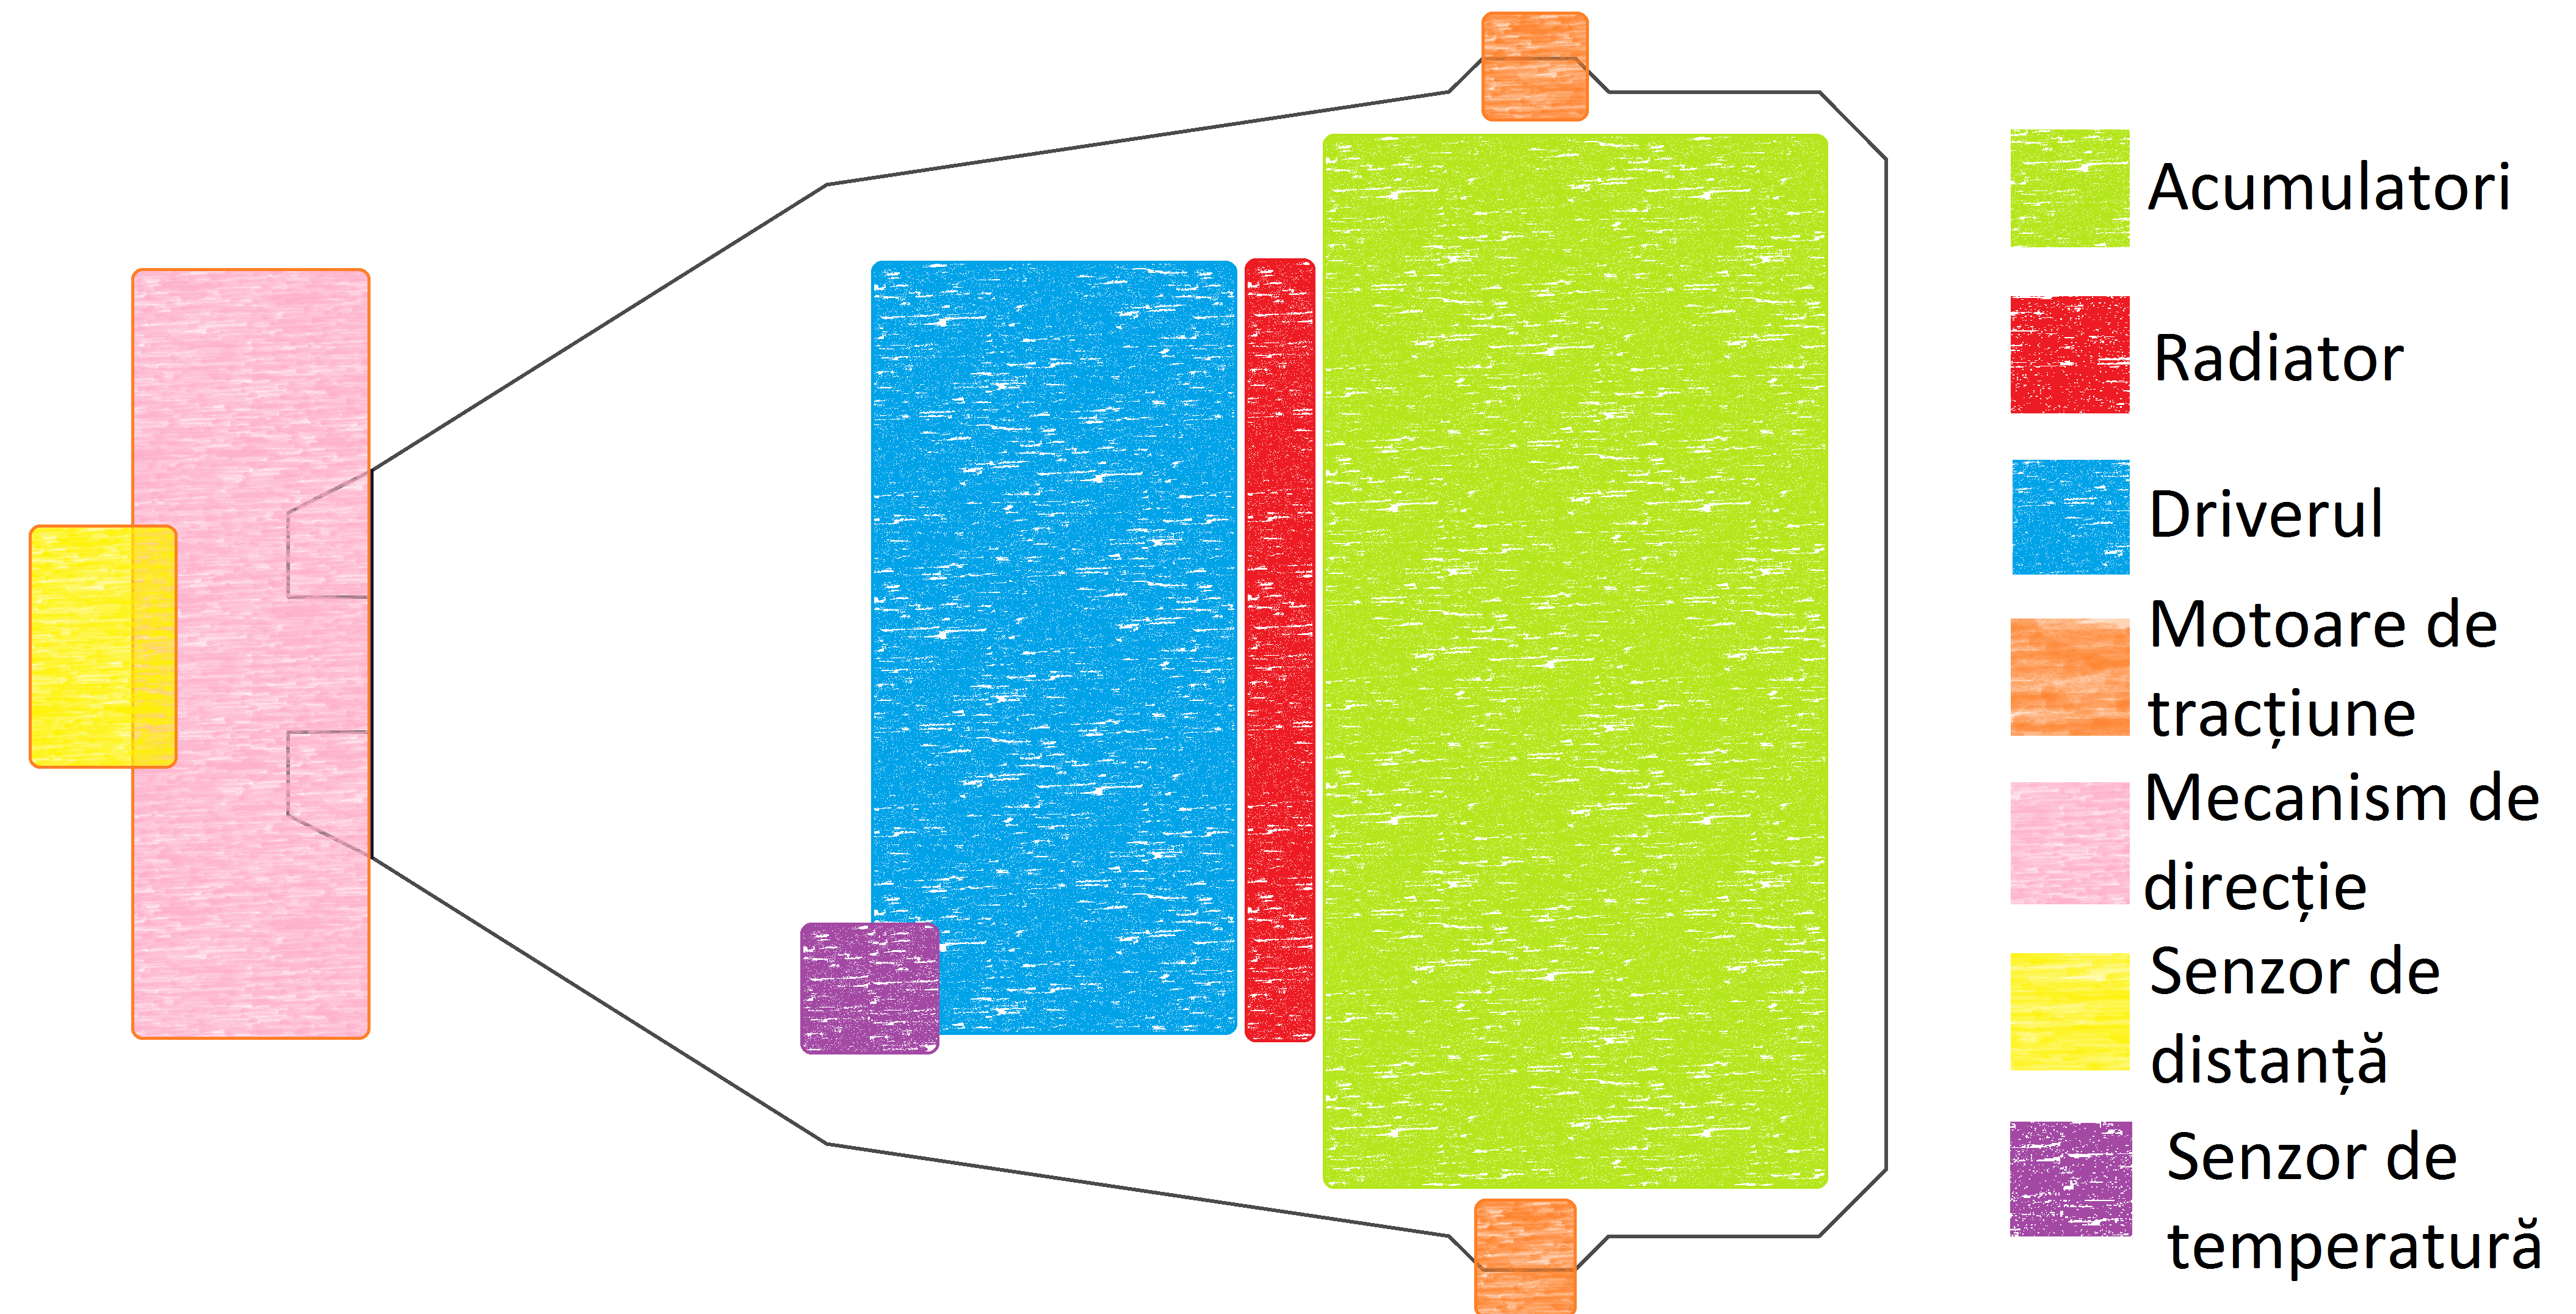 Acumulatori
Radiator
Driverul
Motoare de
tracțiune
Mecanism de
direcție
Senzor de
distanță
Senzor de
temperatură